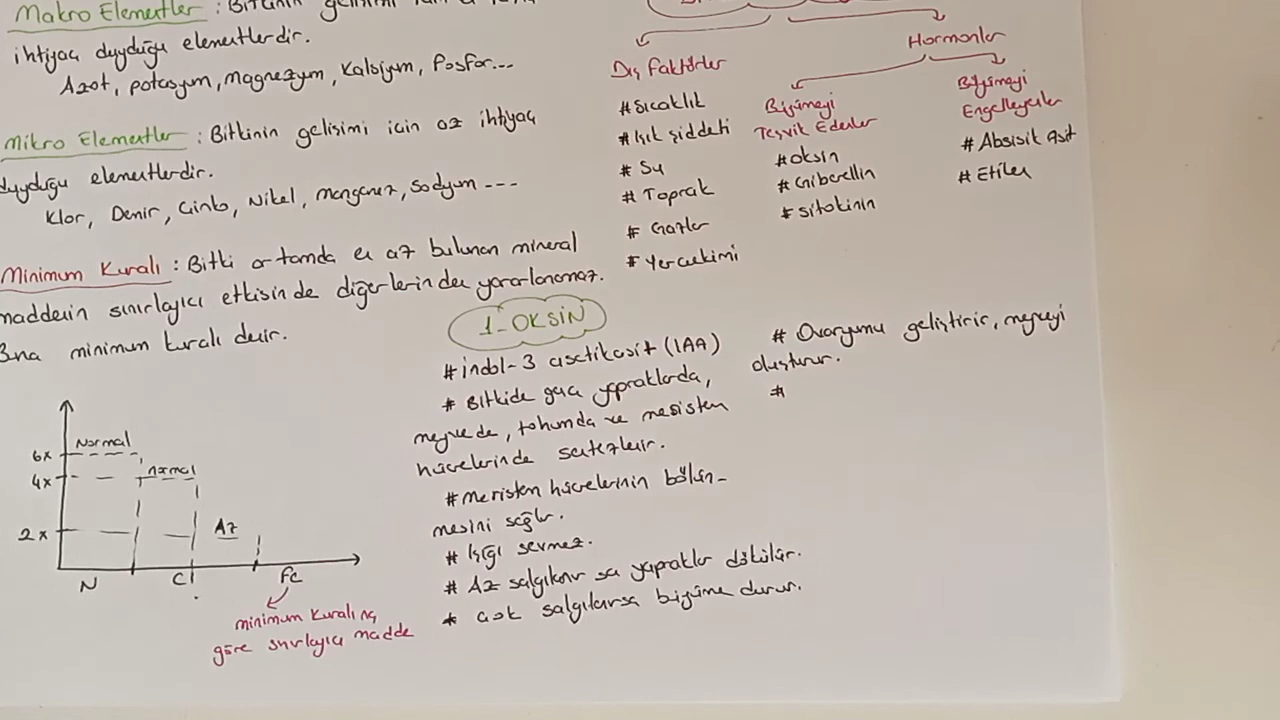 Makro Elementler : Bitkinin gelişimi için
ihtiyaç duyduğu elementlerdir.
Azot, potasyum, magnezyum, Kalsiyum, Fosfor...
Mikro Elementler : Bitkinin gelişimi için az ihtiyaç
duyduğu elementlerdir.
Klor, Demir, Çinko, Nikel, manganez, Sodyum ---
Minimum Kuralı : Bitki ortamda en az bulunan mineral
maddenin sınırlayıcı etkisinde diğerlerinden yararlanamaz.
Buna minimum kuralı denir.
6x
Normal
4x
normal
2x
Az
N
Cl
Fe
minimum Kuralına
göre sınırlayıcı madde
Dış Faktörler
# Sıcaklık
# Işık şiddeti
# Su
# Toprak
# Gazlar
# Yerçekimi
Hormonlar
Büyümeyi
Teşvik Edenler
# oksin
# Giberellin
# sitokinin
Büyümeyi
Engelleyenler
# Absisik Asit
# Etilen
1- OKSİN
# indol-3 asetikasit (IAA)
# Bitkide genç yapraklarda,
meyvede, tohumda ve meristem
hücrelerinde sentezlenir.
# meristem hücrelerinin bölün-
mesini sağlar.
# Işığı sevmez.
# Az salgılanırsa yapraklar dökülür.
# çok salgılanırsa büyüme durur.
# Ovaryumu geliştirir, meyveyi
oluşturur.
#